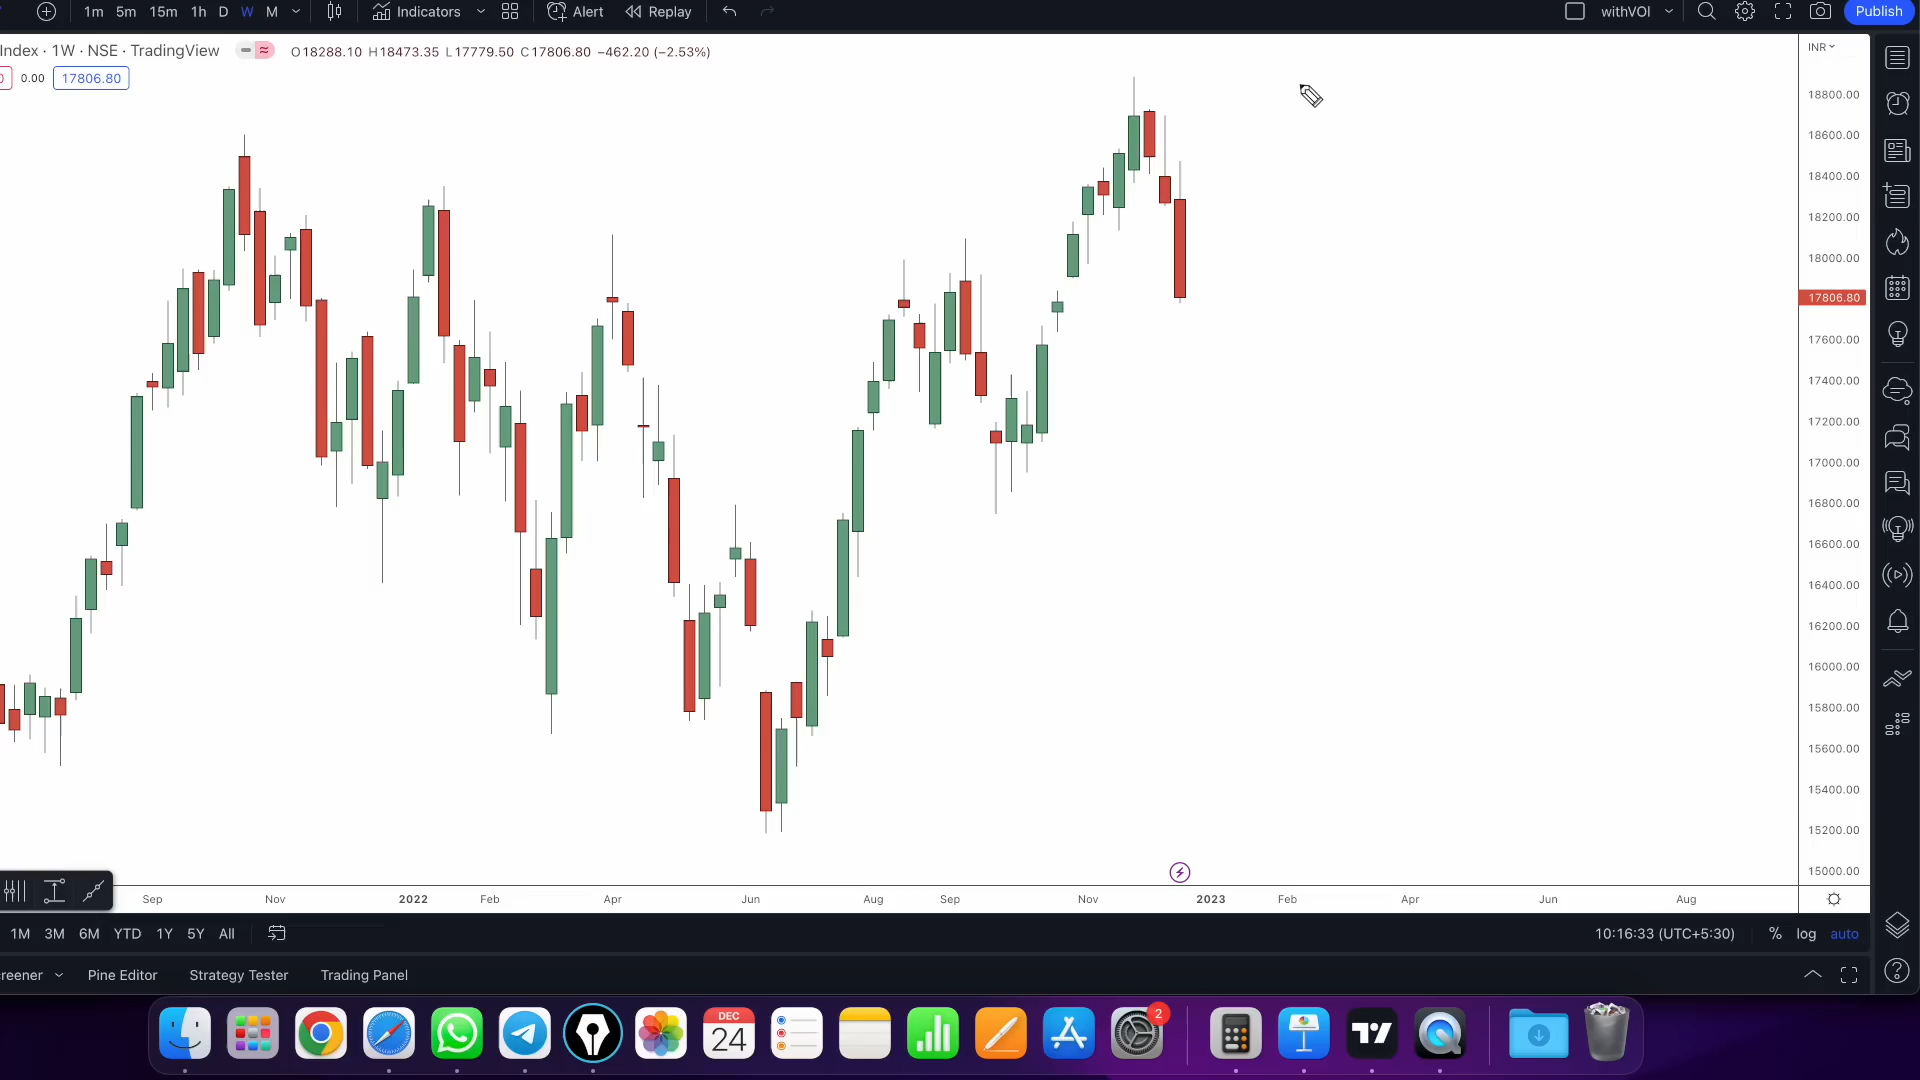 1m 5m 15m 1h D W M Indicators Alert Replay withVOI Publish
Index · 1W · NSE · TradingView O18288.10 H18473.35 L17779.50 C17806.80 −462.20 (−2.53%)
INR
0 0.00 17806.80
18800.00
18600.00
18400.00
18200.00
18000.00
17806.80
17600.00
17400.00
17200.00
17000.00
16800.00
16600.00
16400.00
16200.00
16000.00
15800.00
15600.00
15400.00
15200.00
15000.00
Sep Nov 2022 Feb Apr Jun Aug Sep Nov 2023 Feb Apr Jun Aug
1M 3M 6M YTD 1Y 5Y All 10:16:33 (UTC+5:30) % log auto
reener Pine Editor Strategy Tester Trading Panel
DEC
24
2